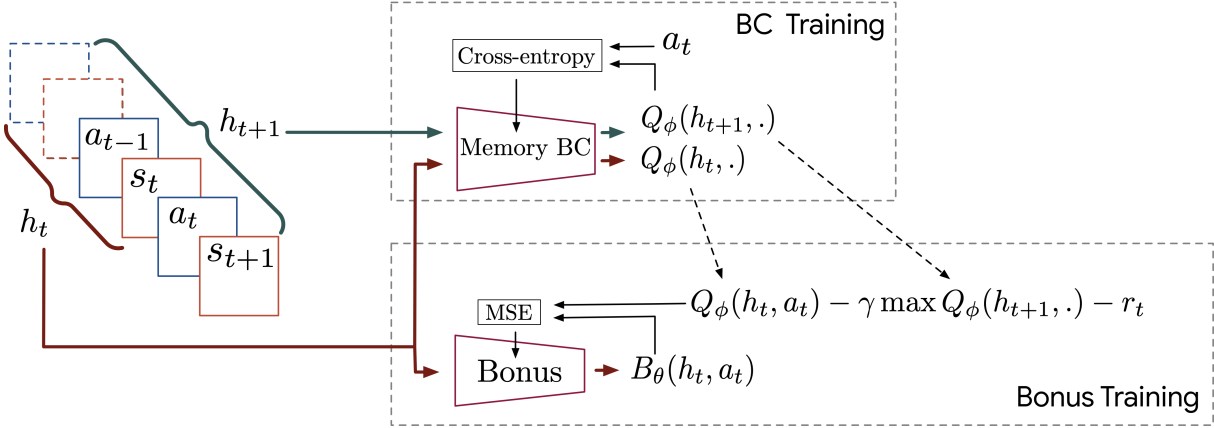 BC Training
Cross-entropy
a_t
a_{t-1}
s_t
a_t
s_{t+1}
h_{t+1}
h_t
Memory BC
Q_ϕ(h_{t+1}, .)
Q_ϕ(h_t, .)
MSE
Q_ϕ(h_t, a_t) − γ max Q_ϕ(h_{t+1}, .) − r_t
Bonus
B_θ(h_t, a_t)
Bonus Training